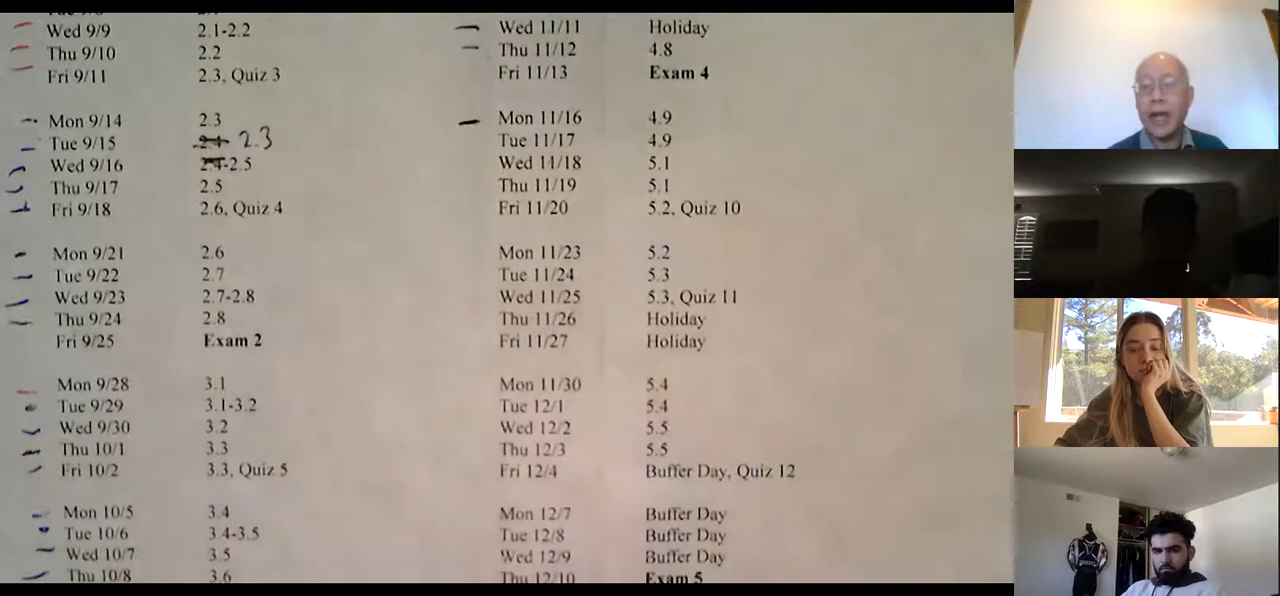 Wed 9/9 2.1-2.2
Thu 9/10 2.2
Fri 9/11 2.3, Quiz 3
Mon 9/14 2.3
Tue 9/15 2.4 2.3
Wed 9/16 2.4-2.5
Thu 9/17 2.5
Fri 9/18 2.6, Quiz 4
Mon 9/21 2.6
Tue 9/22 2.7
Wed 9/23 2.7-2.8
Thu 9/24 2.8
Fri 9/25 Exam 2
Mon 9/28 3.1
Tue 9/29 3.1-3.2
Wed 9/30 3.2
Thu 10/1 3.3
Fri 10/2 3.3, Quiz 5
Mon 10/5 3.4
Tue 10/6 3.4-3.5
Wed 10/7 3.5
Thu 10/8 3.6
Wed 11/11 Holiday
Thu 11/12 4.8
Fri 11/13 Exam 4
Mon 11/16 4.9
Tue 11/17 4.9
Wed 11/18 5.1
Thu 11/19 5.1
Fri 11/20 5.2, Quiz 10
Mon 11/23 5.2
Tue 11/24 5.3
Wed 11/25 5.3, Quiz 11
Thu 11/26 Holiday
Fri 11/27 Holiday
Mon 11/30 5.4
Tue 12/1 5.4
Wed 12/2 5.5
Thu 12/3 5.5
Fri 12/4 Buffer Day, Quiz 12
Mon 12/7 Buffer Day
Tue 12/8 Buffer Day
Wed 12/9 Buffer Day
Thu 12/10 Exam 5